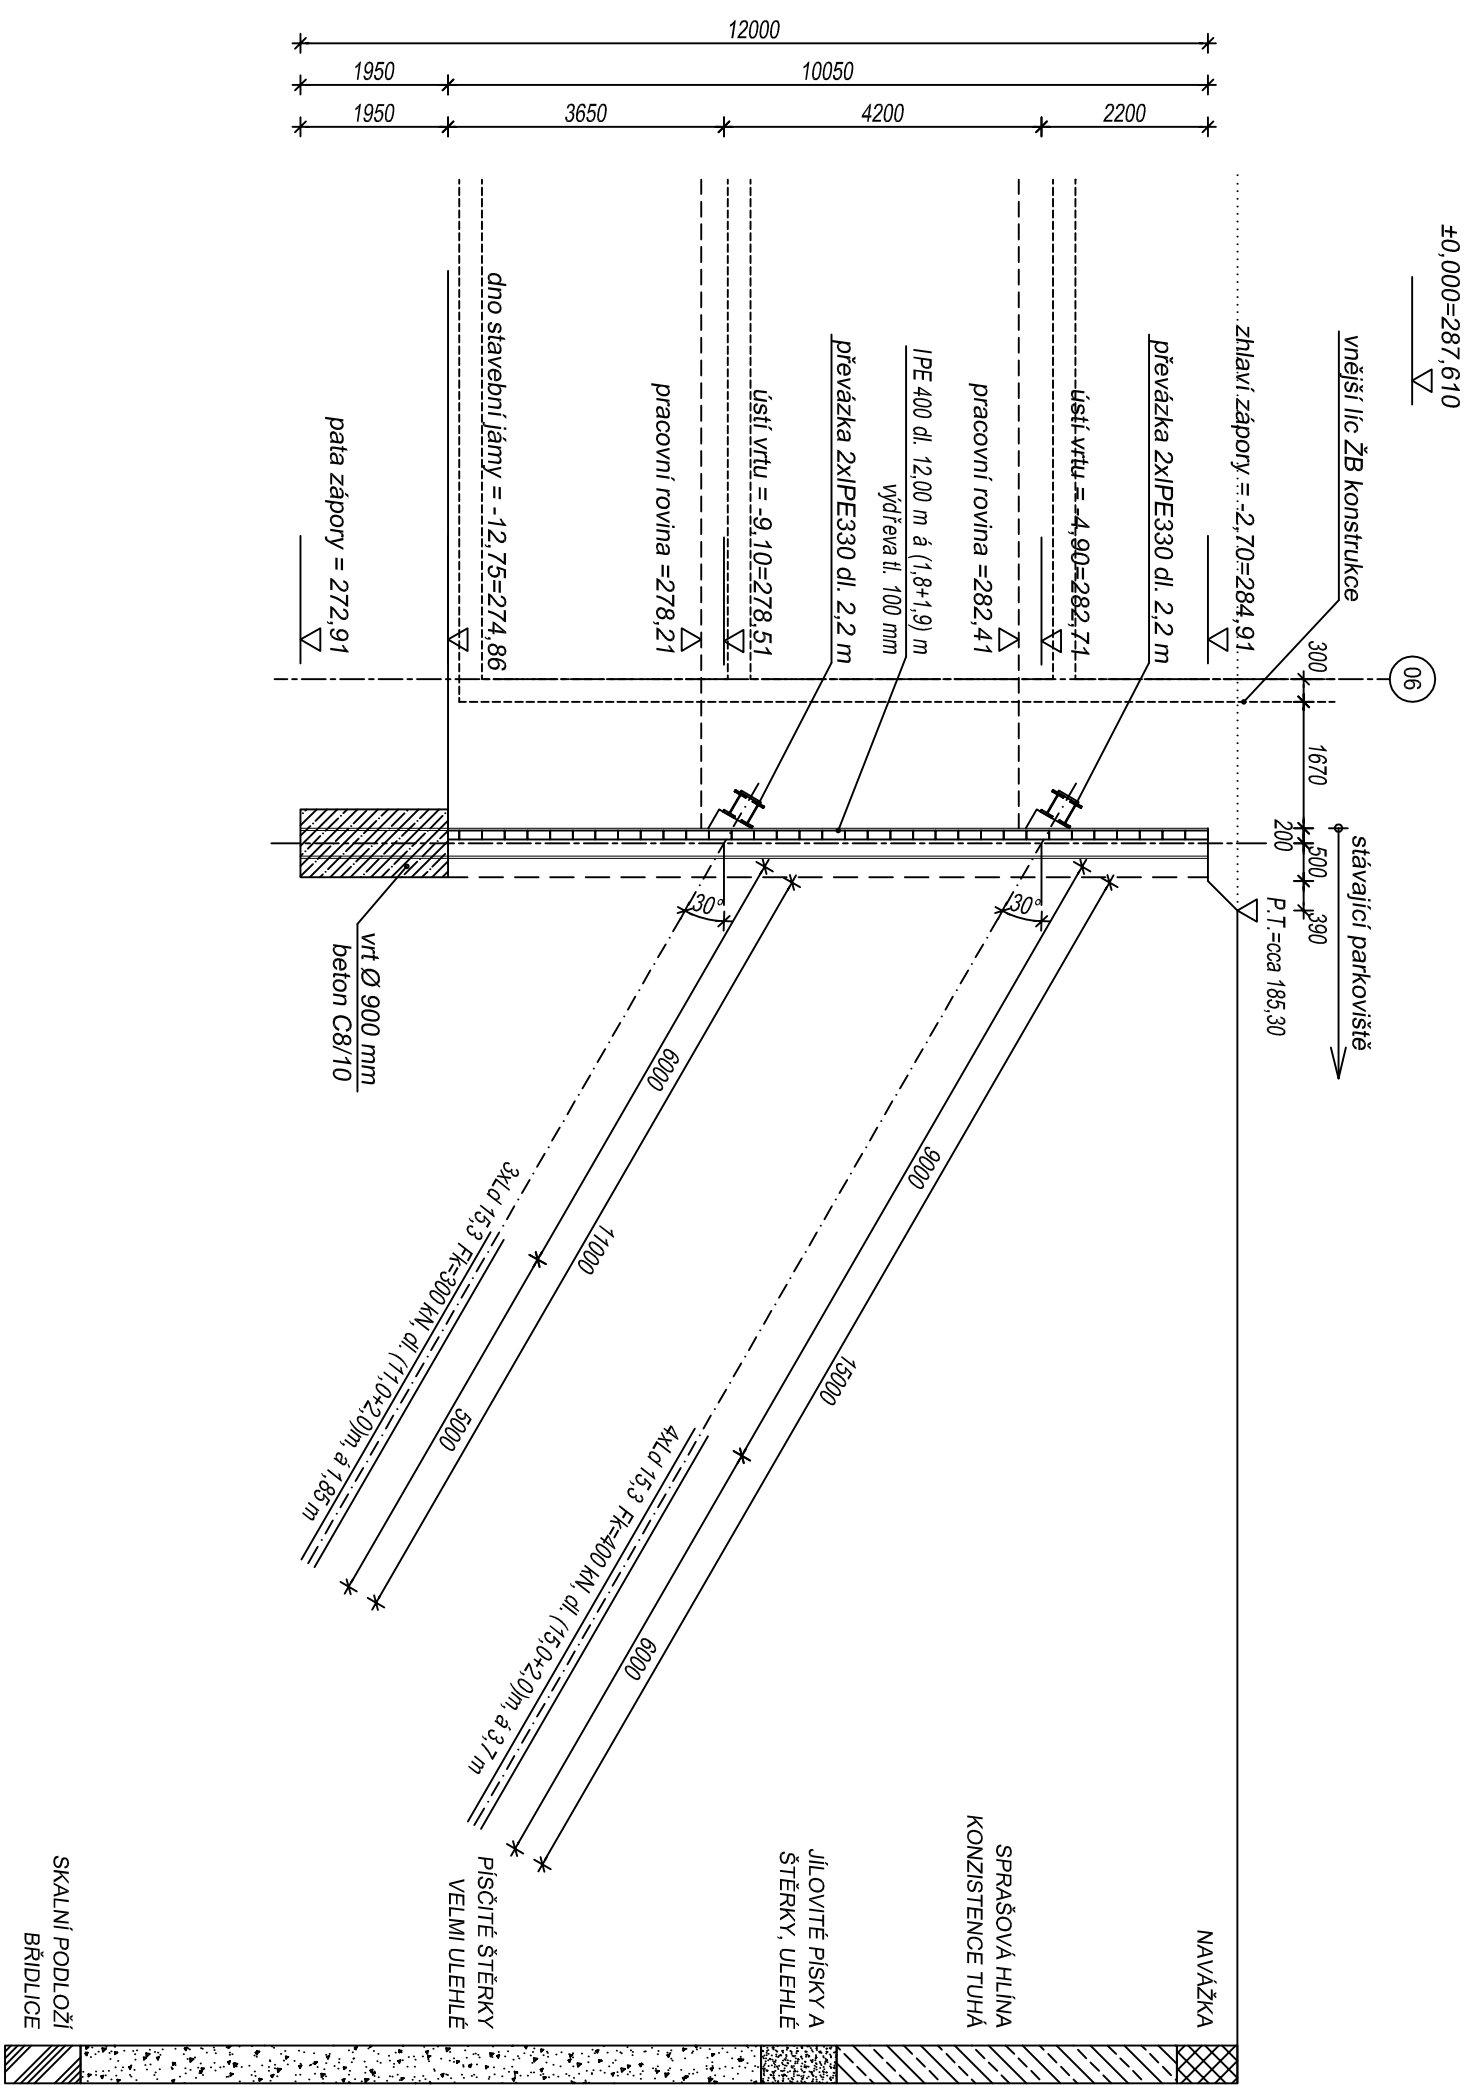 ±0,000=287,610
06
vnější líc ŽB konstrukce
stávající parkoviště
300
1670
200
500
390
P.T.=cca 185,30
zhlaví zápory = -2,70=284,91
převázka 2xIPE330 dl. 2,2 m
ústí vrtu = -4,90=282,71
pracovní rovina =282,41
IPE 400 dl. 12,00 m á (1,8+1,9) m
výdřeva tl. 100 mm
převázka 2xIPE330 dl. 2,2 m
ústí vrtu = -9,10=278,51
pracovní rovina =278,21
dno stavební jámy = -12,75=274,86
pata zápory = 272,91
12000
1950
10050
1950
3650
4200
2200
30°
30°
9000
15000
6000
4xLd 15,3 Fk=400 kN, dl. (15,0+2,0)m, á 3,7 m
6000
11000
5000
3xLd 15,3 Fk=300 kN, dl. (11,0+2,0)m, á 1,85 m
vrt Ø 900 mm
beton C8/10
NAVÁŽKA
SPRAŠOVÁ HLÍNA
KONZISTENCE TUHÁ
JÍLOVITÉ PÍSKY A
ŠTĚRKY, ULEHLÉ
PÍSČITÉ ŠTĚRKY
VELMI ULEHLÉ
SKALNÍ PODLOŽÍ
BŘIDLICE